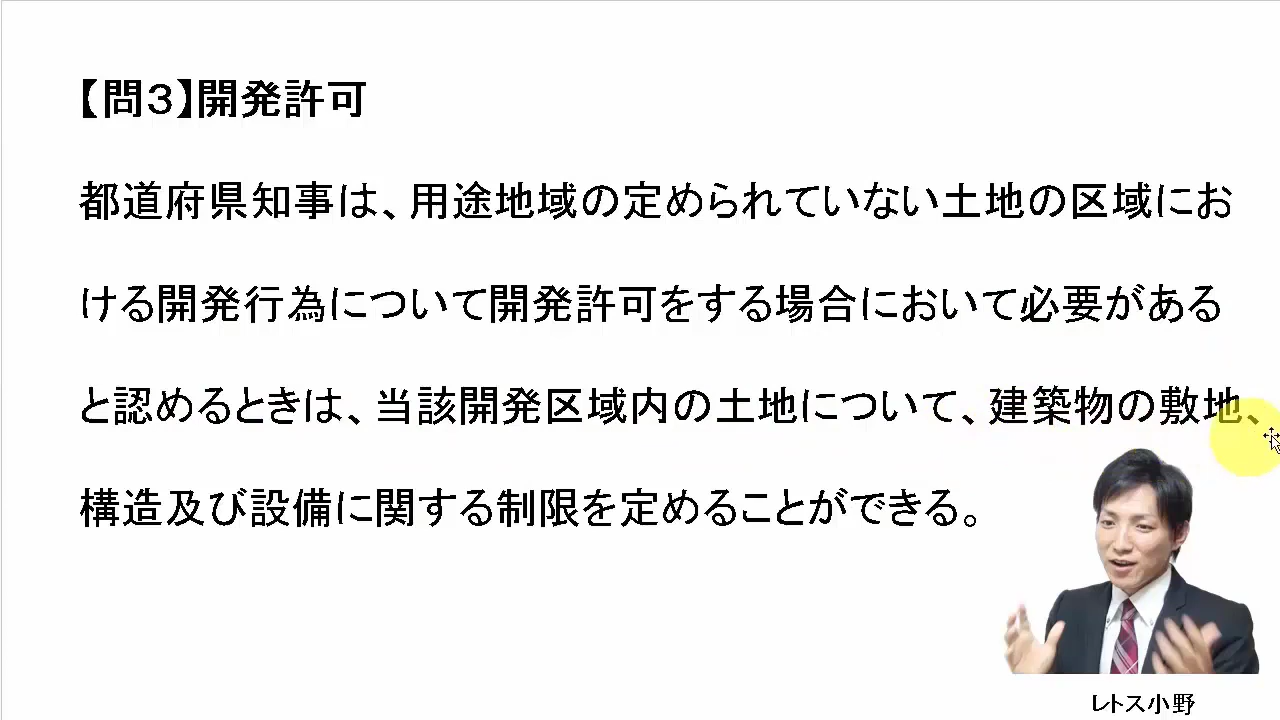 【問3】開発許可
都道府県知事は、用途地域の定められていない土地の区域にお
ける開発行為について開発許可をする場合において必要がある
と認めるときは、当該開発区域内の土地について、建築物の敷地、
構造及び設備に関する制限を定めることができる。
レトス小野